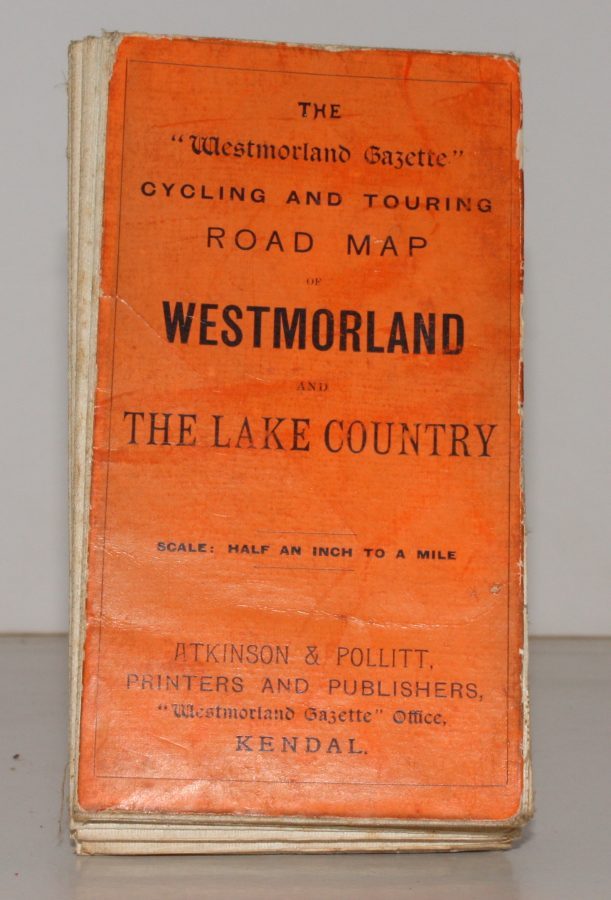 THE
"Westmorland Gazette"
CYCLING AND TOURING
ROAD MAP
OF
WESTMORLAND
AND
THE LAKE COUNTRY
SCALE: HALF AN INCH TO A MILE
ATKINSON & POLLITT,
PRINTERS AND PUBLISHERS,
"Westmorland Gazette" Office,
KENDAL.